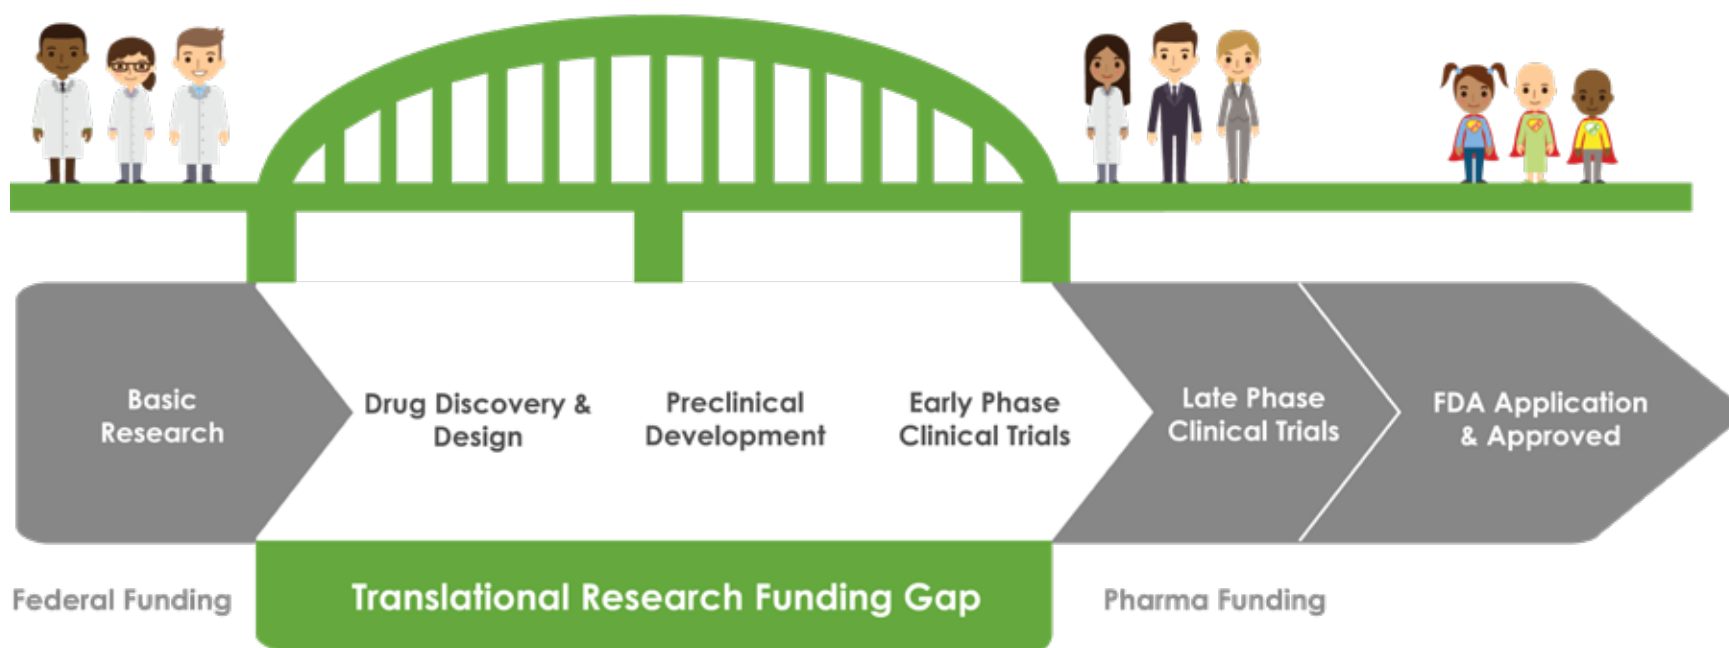 Basic
Research
Drug Discovery &
Design
Preclinical
Development
Early Phase
Clinical Trials
Late Phase
Clinical Trials
FDA Application
& Approved
Federal Funding
Translational Research Funding Gap
Pharma Funding